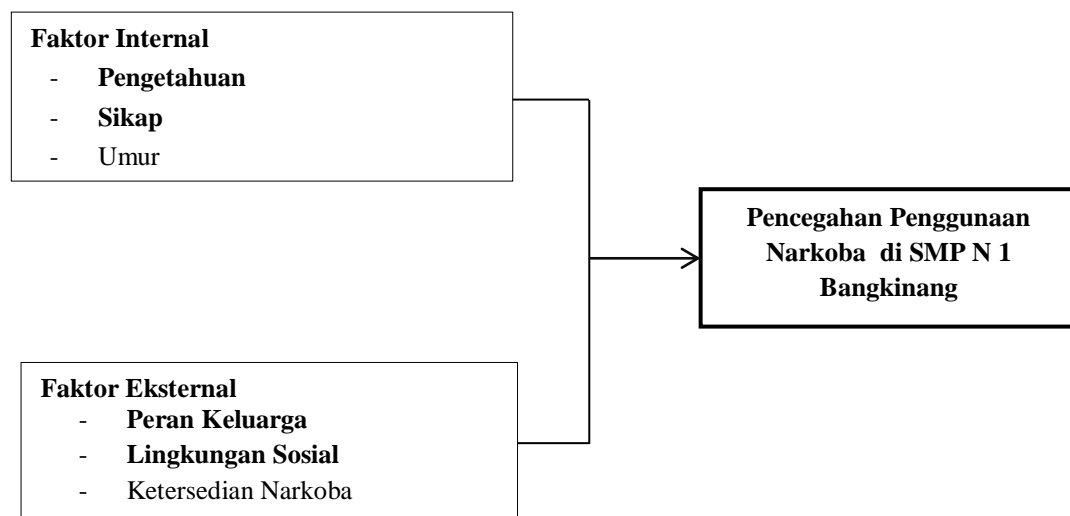 Faktor Internal
- Pengetahuan
- Sikap
- Umur
Pencegahan Penggunaan
Narkoba di SMP N 1
Bangkinang
Faktor Eksternal
- Peran Keluarga
- Lingkungan Sosial
- Ketersedian Narkoba